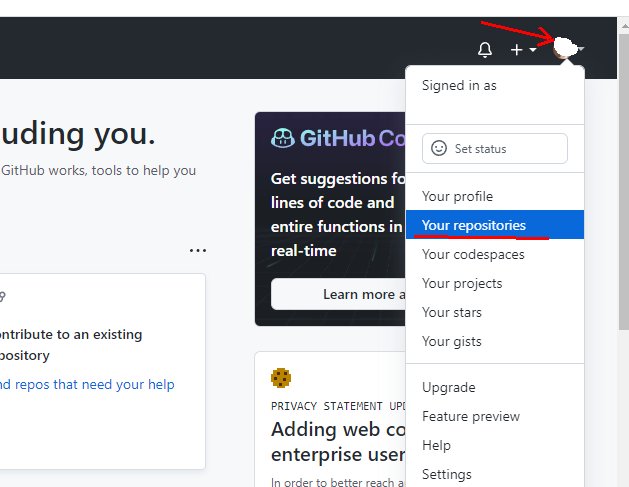 Signed in as
Set status
Your profile
Your repositories
Your codespaces
Your projects
Your stars
Your gists
Upgrade
Feature preview
Help
Settings
uding you.
GitHub works, tools to help you
ontribute to an existing
pository
nd repos that need your help
GitHub Co
Get suggestions fo
lines of code and
entire functions in
real-time
Learn more a
PRIVACY STATEMENT UPD
Adding web co
enterprise user
In order to better reach a